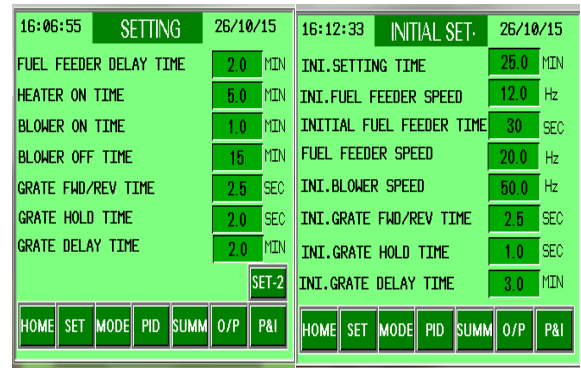 16:06:55 SETTING 26/10/15
FUEL FEEDER DELAY TIME 2.0 MIN
HEATER ON TIME 5.0 MIN
BLOWER ON TIME 1.0 MIN
BLOWER OFF TIME 15 MIN
GRATE FWD/REV TIME 2.5 SEC
GRATE HOLD TIME 2.0 SEC
GRATE DELAY TIME 2.0 MIN
SET-2
HOME SET MODE PID SUMM O/P P&I
16:12:33 INITIAL SET· 26/10/15
INI.SETTING TIME 25.0 MIN
INI.FUEL FEEDER SPEED 12.0 Hz
INITIAL FUEL FEEDER TIME 30 SEC
FUEL FEEDER SPEED 20.0 Hz
INI.BLOWER SPEED 50.0 Hz
INI.GRATE FWD/REV TIME 2.5 SEC
INI.GRATE HOLD TIME 1.0 SEC
INI.GRATE DELAY TIME 3.0 MIN
HOME SET MODE PID SUMM O/P P&I